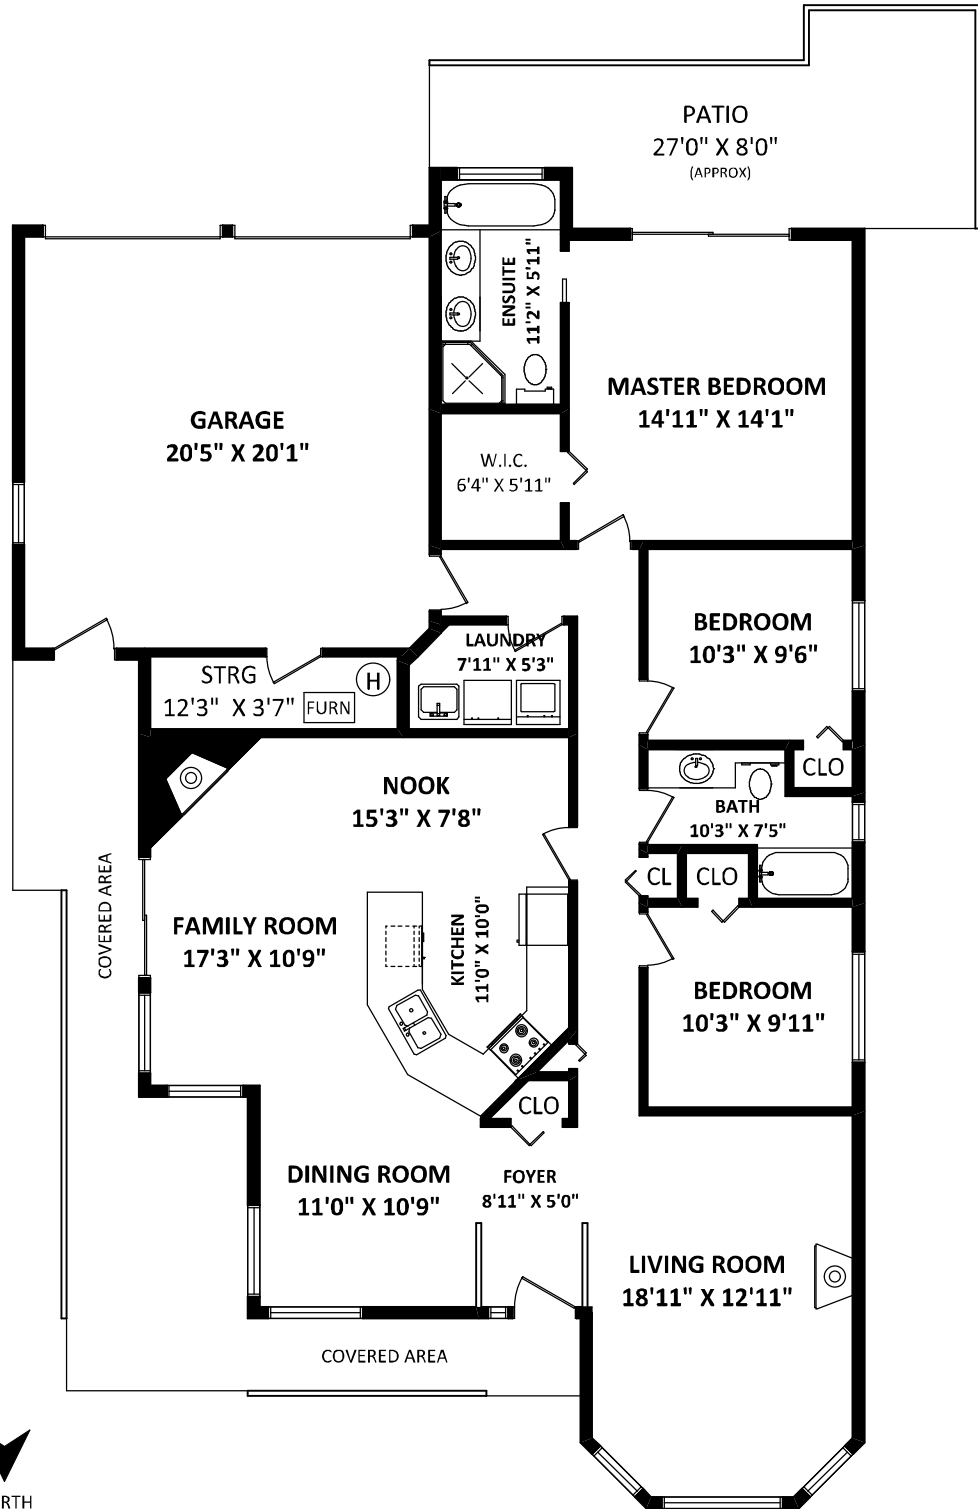 PATIO
27'0" X 8'0"
(APPROX)
ENSUITE
11'2" X 5'11"
MASTER BEDROOM
14'11" X 14'1"
GARAGE
20'5" X 20'1"
W.I.C.
6'4" X 5'11"
BEDROOM
10'3" X 9'6"
LAUNDRY
7'11" X 5'3"
STRG
12'3" X 3'7"
H
FURN
CLO
NOOK
15'3" X 7'8"
BATH
10'3" X 7'5"
CL
CLO
COVERED AREA
FAMILY ROOM
17'3" X 10'9"
KITCHEN
11'0" X 10'0"
BEDROOM
10'3" X 9'11"
CLO
DINING ROOM
11'0" X 10'9"
FOYER
8'11" X 5'0"
LIVING ROOM
18'11" X 12'11"
COVERED AREA
RTH